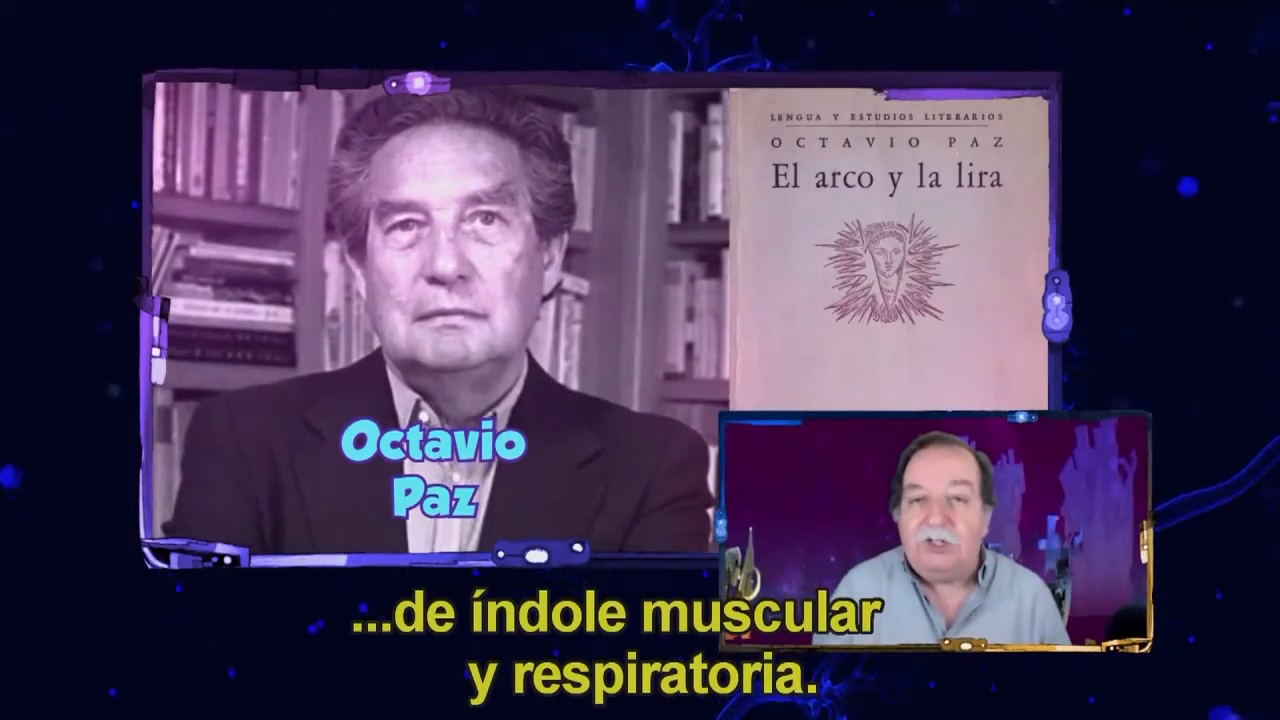 LENGUA Y ESTUDIOS LITERARIOS
OCTAVIO PAZ
El arco y la lira
Octavio
Paz
...de índole muscular
y respiratoria.